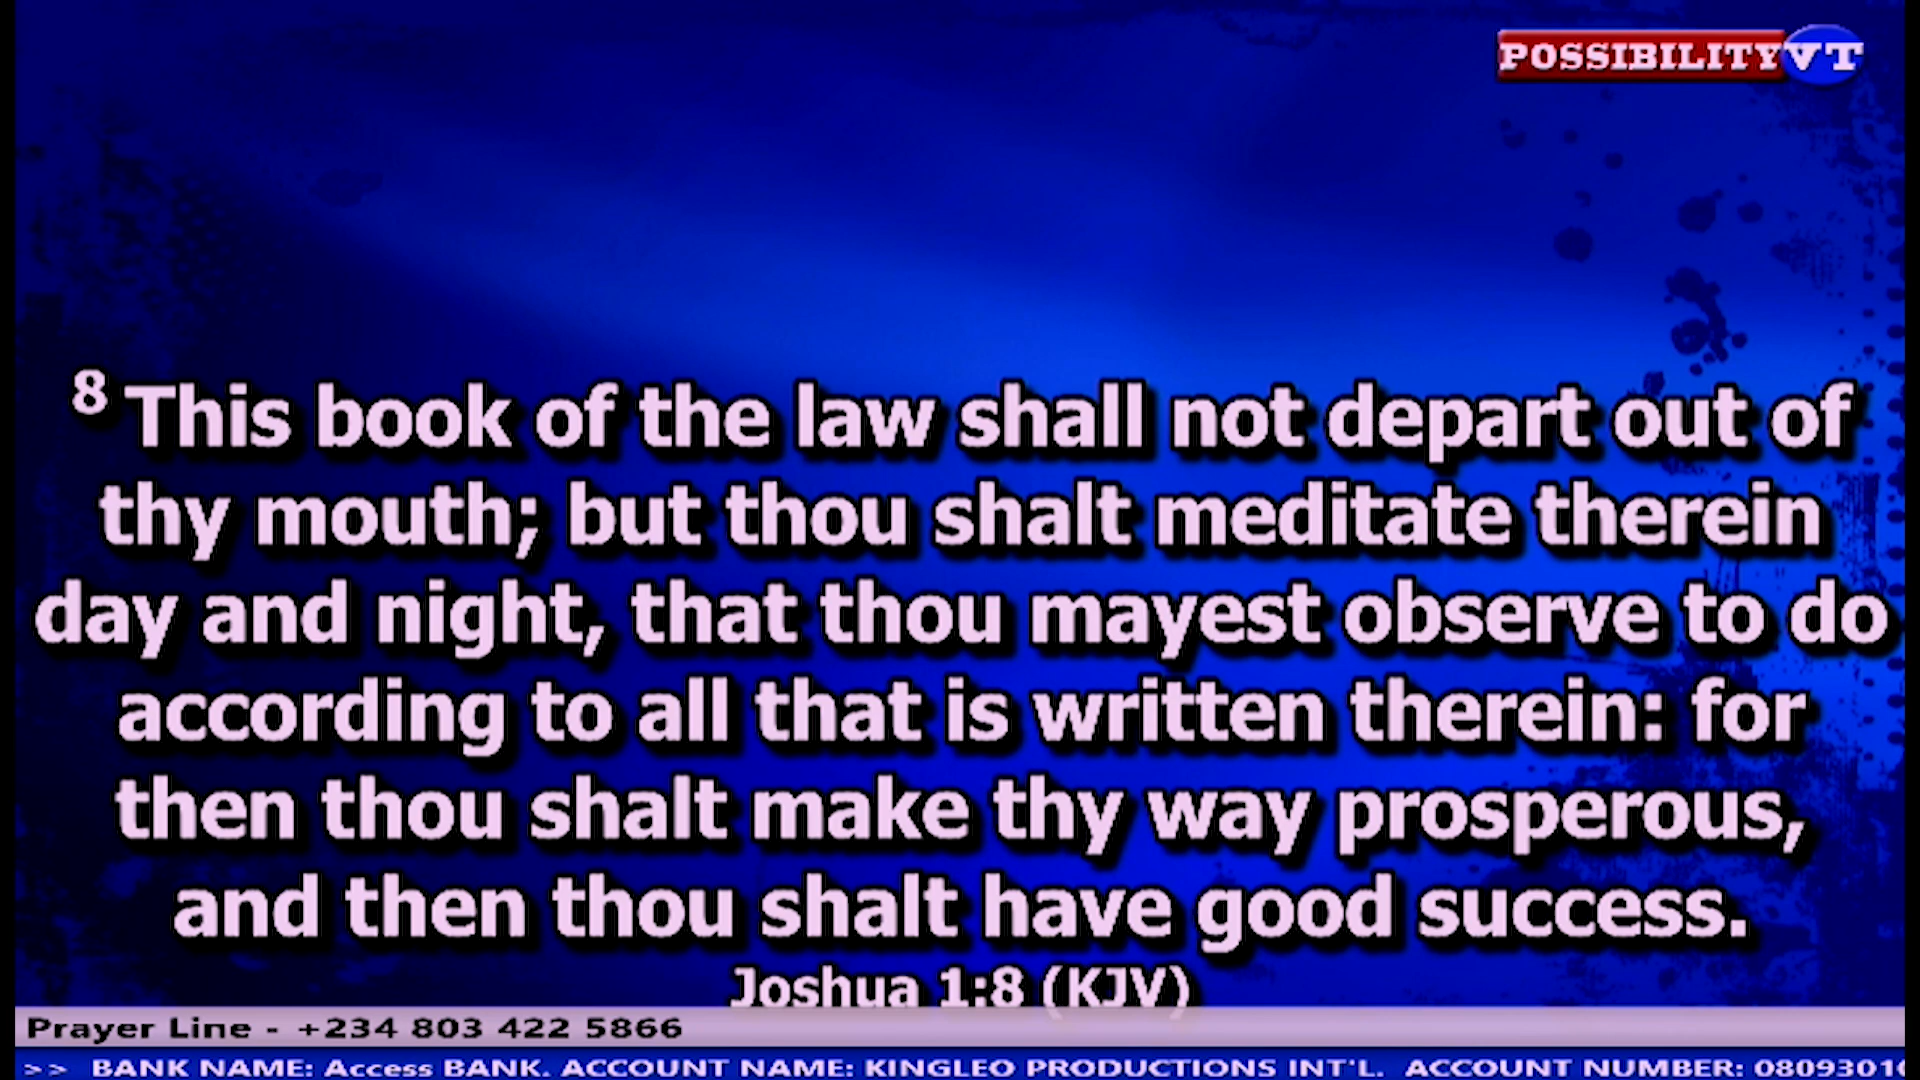 POSSIBILITYVT
8 This book of the law shall not depart out of
thy mouth; but thou shalt meditate therein
day and night, that thou mayest observe to do
according to all that is written therein: for
then thou shalt make thy way prosperous,
and then thou shalt have good success.
Joshua 1:8 (KJV)
Prayer Line - +234 803 422 5866
>> BANK NAME: Access BANK. ACCOUNT NAME: KINGLEO PRODUCTIONS INT'L. ACCOUNT NUMBER: 0809301